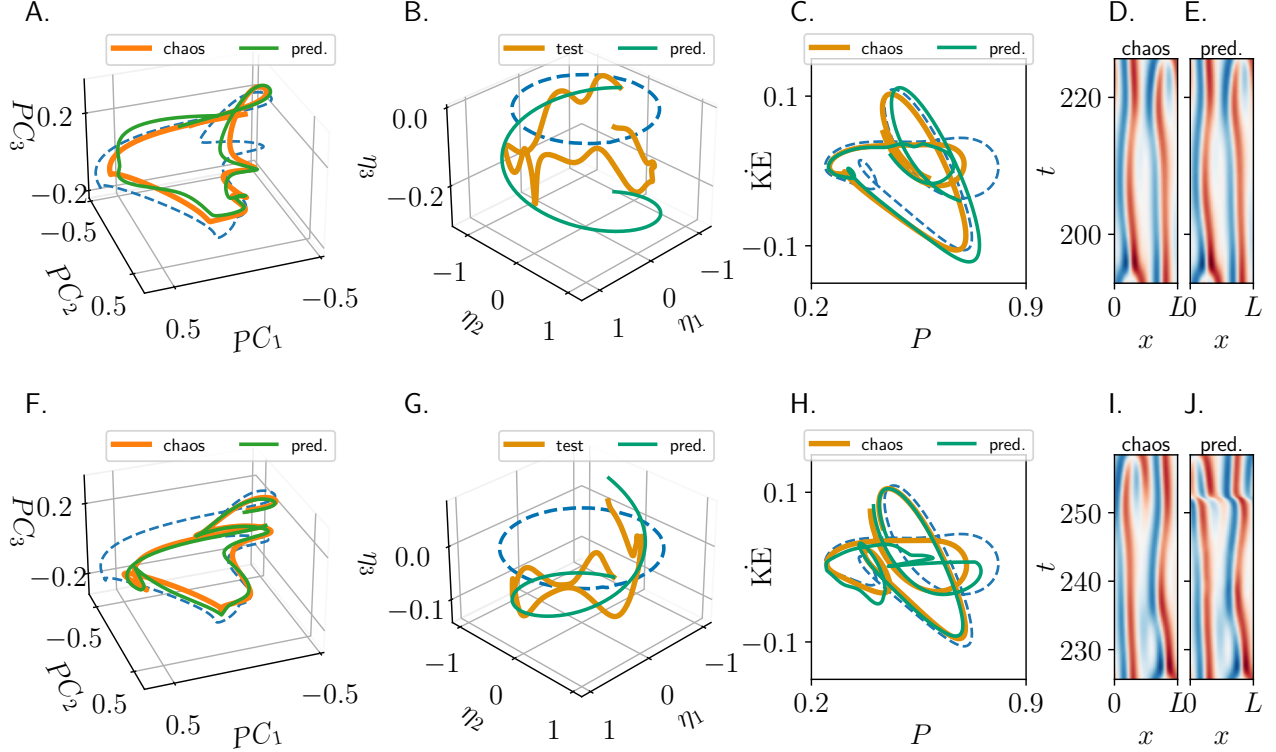 A.
B.
C.
D.
E.
chaos
pred.
test
pred.
chaos
pred.
chaos
pred.
0.2
−0.2
PC₃
−0.5
0.5
PC₂
0.5
−0.5
PC₁
0.0
−0.2
η₃
−1
0
1
η₂
−1
0
1
η₁
0.1
−0.1
K̇E
0.2
0.9
P
220
200
t
0
L
x
0
L
x
F.
G.
H.
I.
J.
chaos
pred.
test
pred.
chaos
pred.
chaos
pred.
0.2
−0.2
PC₃
−0.5
0.5
PC₂
0.5
−0.5
PC₁
0.0
−0.1
η₃
−1
0
1
η₂
−1
0
1
η₁
0.1
−0.1
K̇E
0.2
0.9
P
250
240
230
t
0
L
x
0
L
x